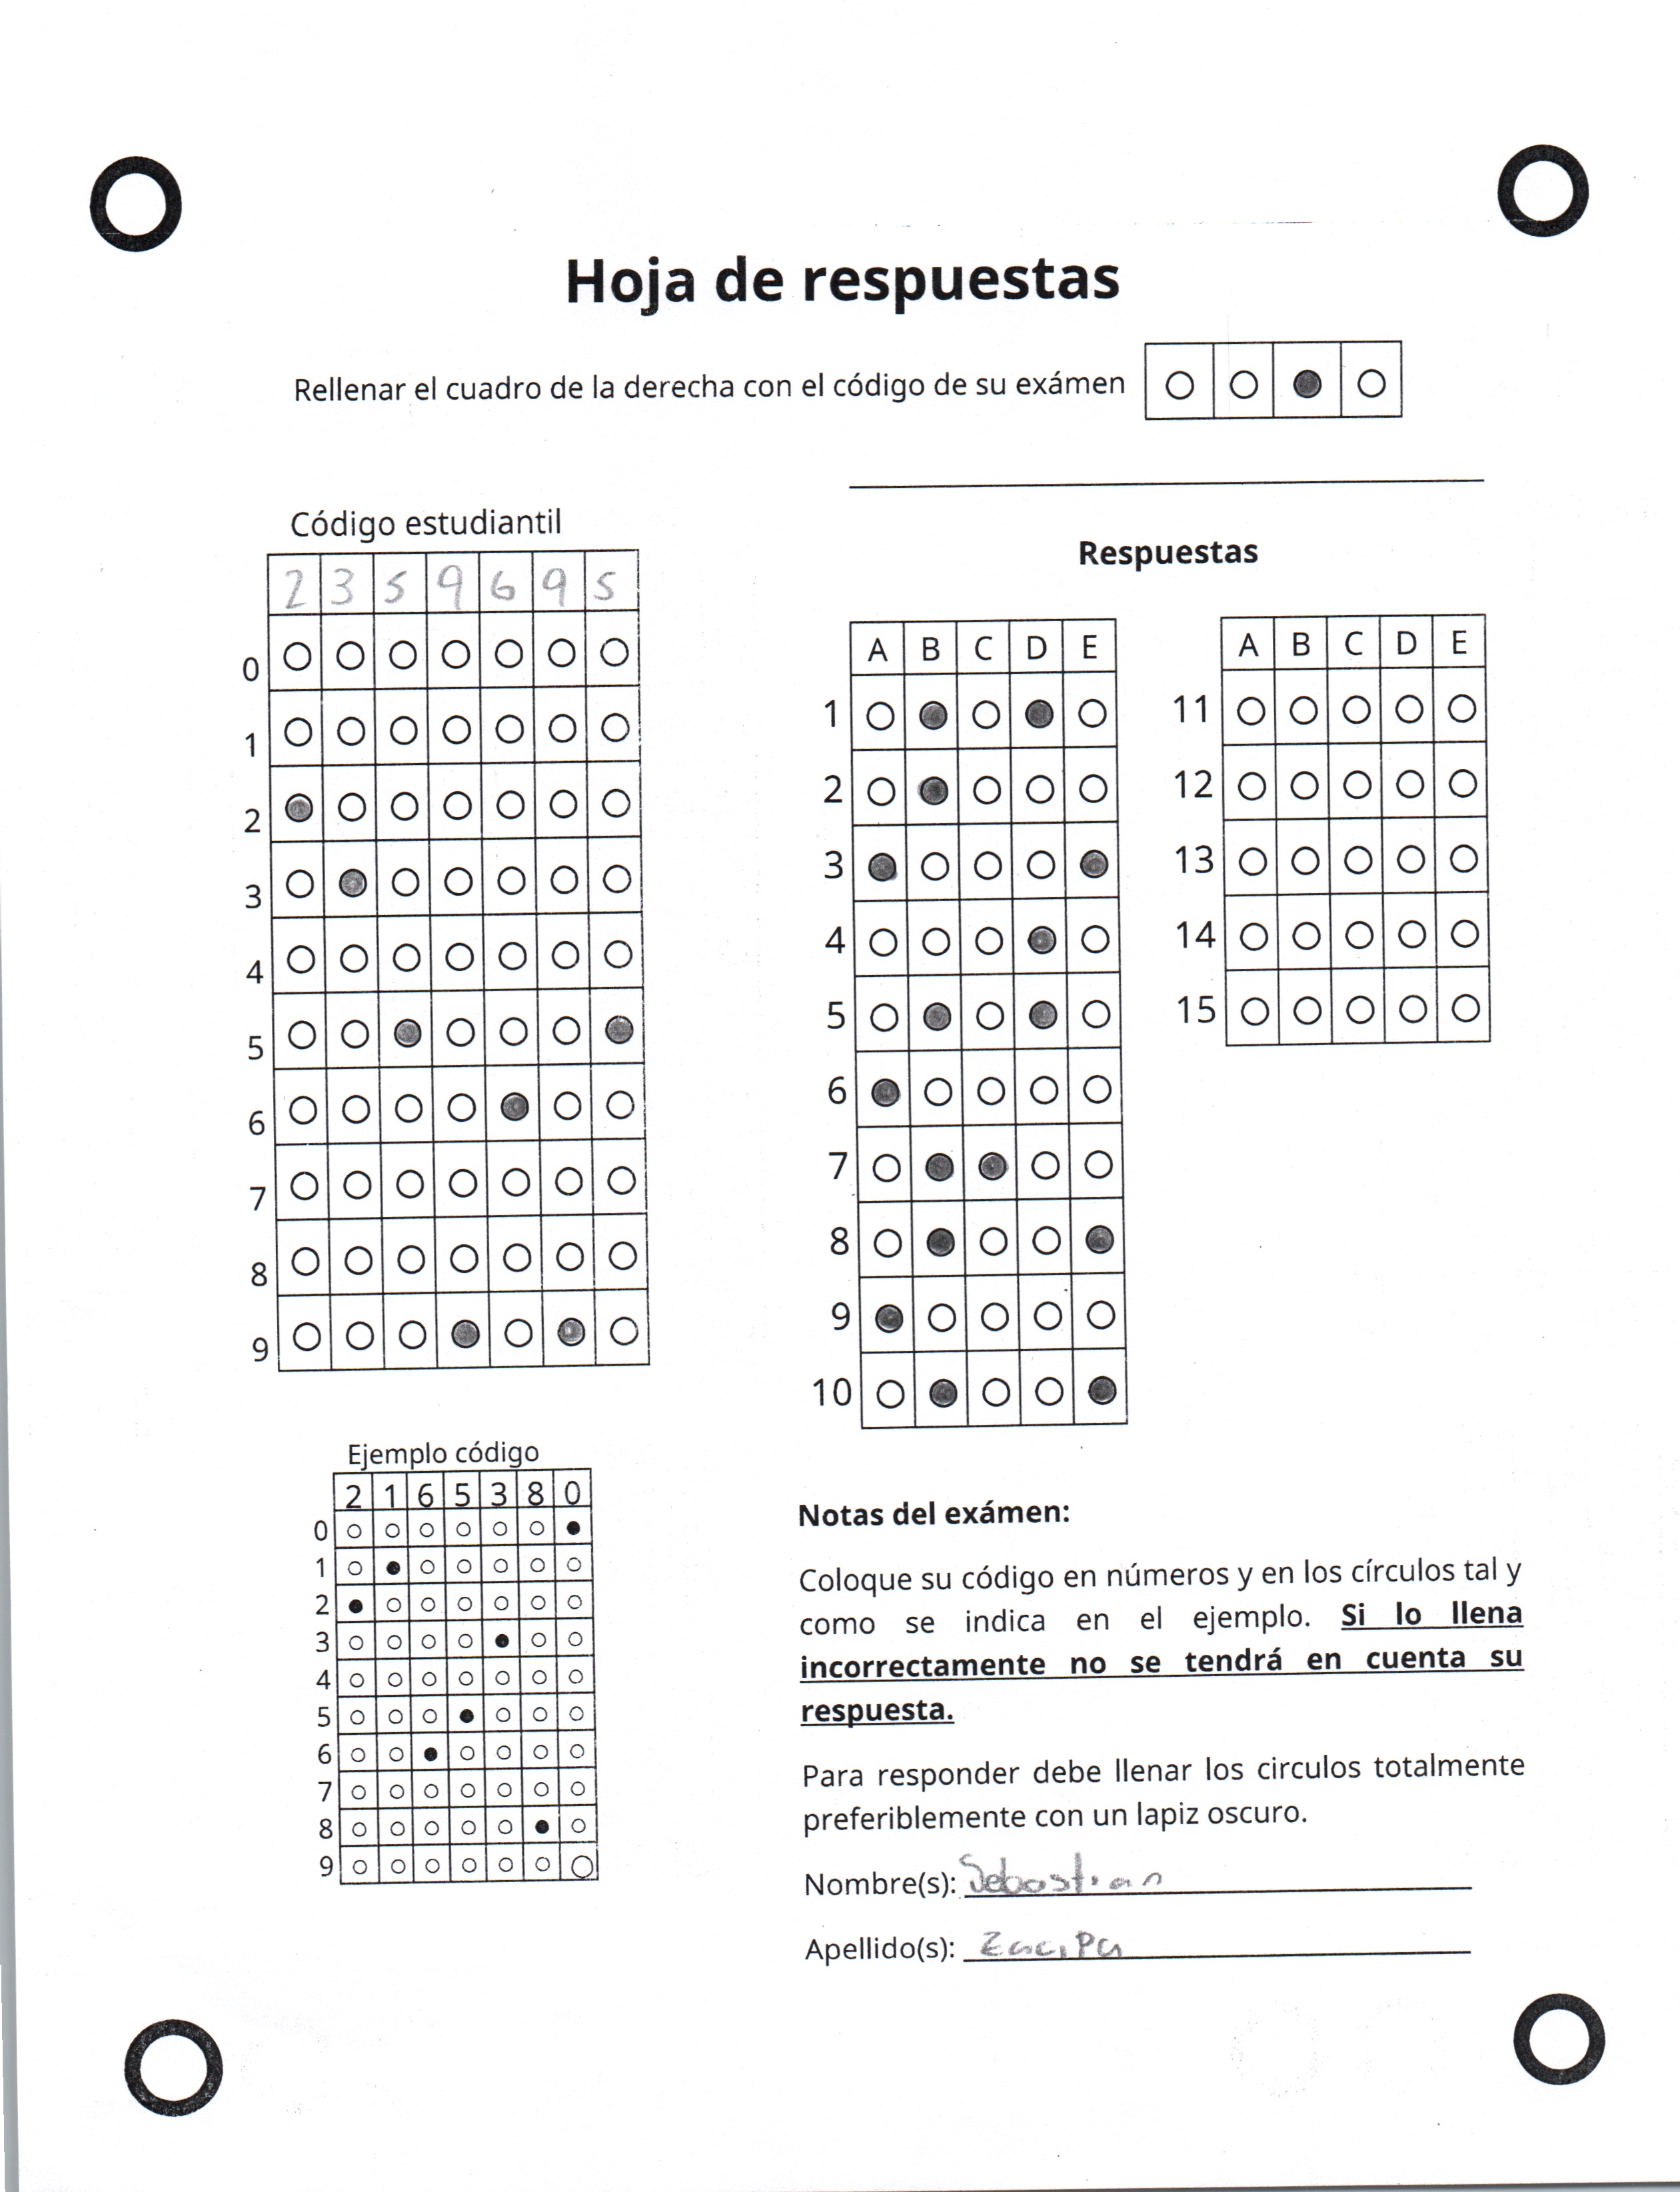 Hoja de respuestas
Rellenar el cuadro de la derecha con el código de su exámen
Código estudiantil
2 3 5 9 6 9 5
0
1
2
3
4
5
6
7
8
9
Respuestas
A B C D E
1
2
3
4
5
6
7
8
9
10
A B C D E
11
12
13
14
15
Ejemplo código
2 1 6 5 3 8 0
0
1
2
3
4
5
6
7
8
9
Notas del exámen:
Coloque su código en números y en los círculos tal y
como se indica en el ejemplo. Si lo llena
incorrectamente no se tendrá en cuenta su
respuesta.
Para responder debe llenar los circulos totalmente
preferiblemente con un lapiz oscuro.
Nombre(s): Sebastian
Apellido(s): Zacipa